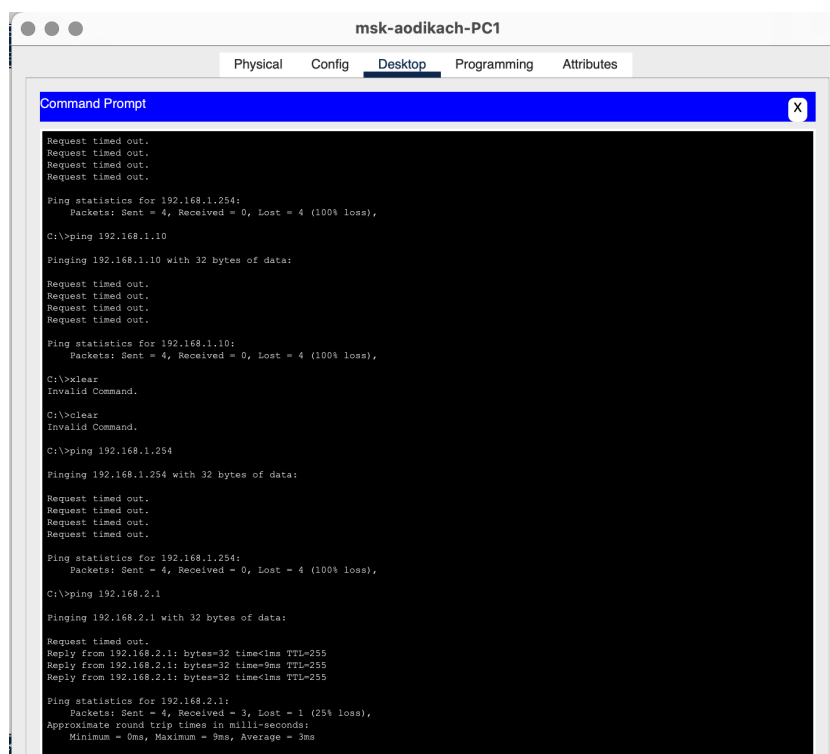 msk-aodikach-PC1
Physical Config Desktop Programming Attributes
Command Prompt
X
Request timed out.
Request timed out.
Request timed out.
Request timed out.
Ping statistics for 192.168.1.254:
Packets: Sent = 4, Received = 0, Lost = 4 (100% loss),
C:\>ping 192.168.1.10
Pinging 192.168.1.10 with 32 bytes of data:
Request timed out.
Request timed out.
Request timed out.
Request timed out.
Ping statistics for 192.168.1.10:
Packets: Sent = 4, Received = 0, Lost = 4 (100% loss),
C:\>xlear
Invalid Command.
C:\>clear
Invalid Command.
C:\>ping 192.168.1.254
Pinging 192.168.1.254 with 32 bytes of data:
Request timed out.
Request timed out.
Request timed out.
Request timed out.
Ping statistics for 192.168.1.254:
Packets: Sent = 4, Received = 0, Lost = 4 (100% loss),
C:\>ping 192.168.2.1
Pinging 192.168.2.1 with 32 bytes of data:
Request timed out.
Reply from 192.168.2.1: bytes=32 time<1ms TTL=255
Reply from 192.168.2.1: bytes=32 time=9ms TTL=255
Reply from 192.168.2.1: bytes=32 time<1ms TTL=255
Ping statistics for 192.168.2.1:
Packets: Sent = 4, Received = 3, Lost = 1 (25% loss),
Approximate round trip times in milli-seconds:
Minimum = 0ms, Maximum = 9ms, Average = 3ms